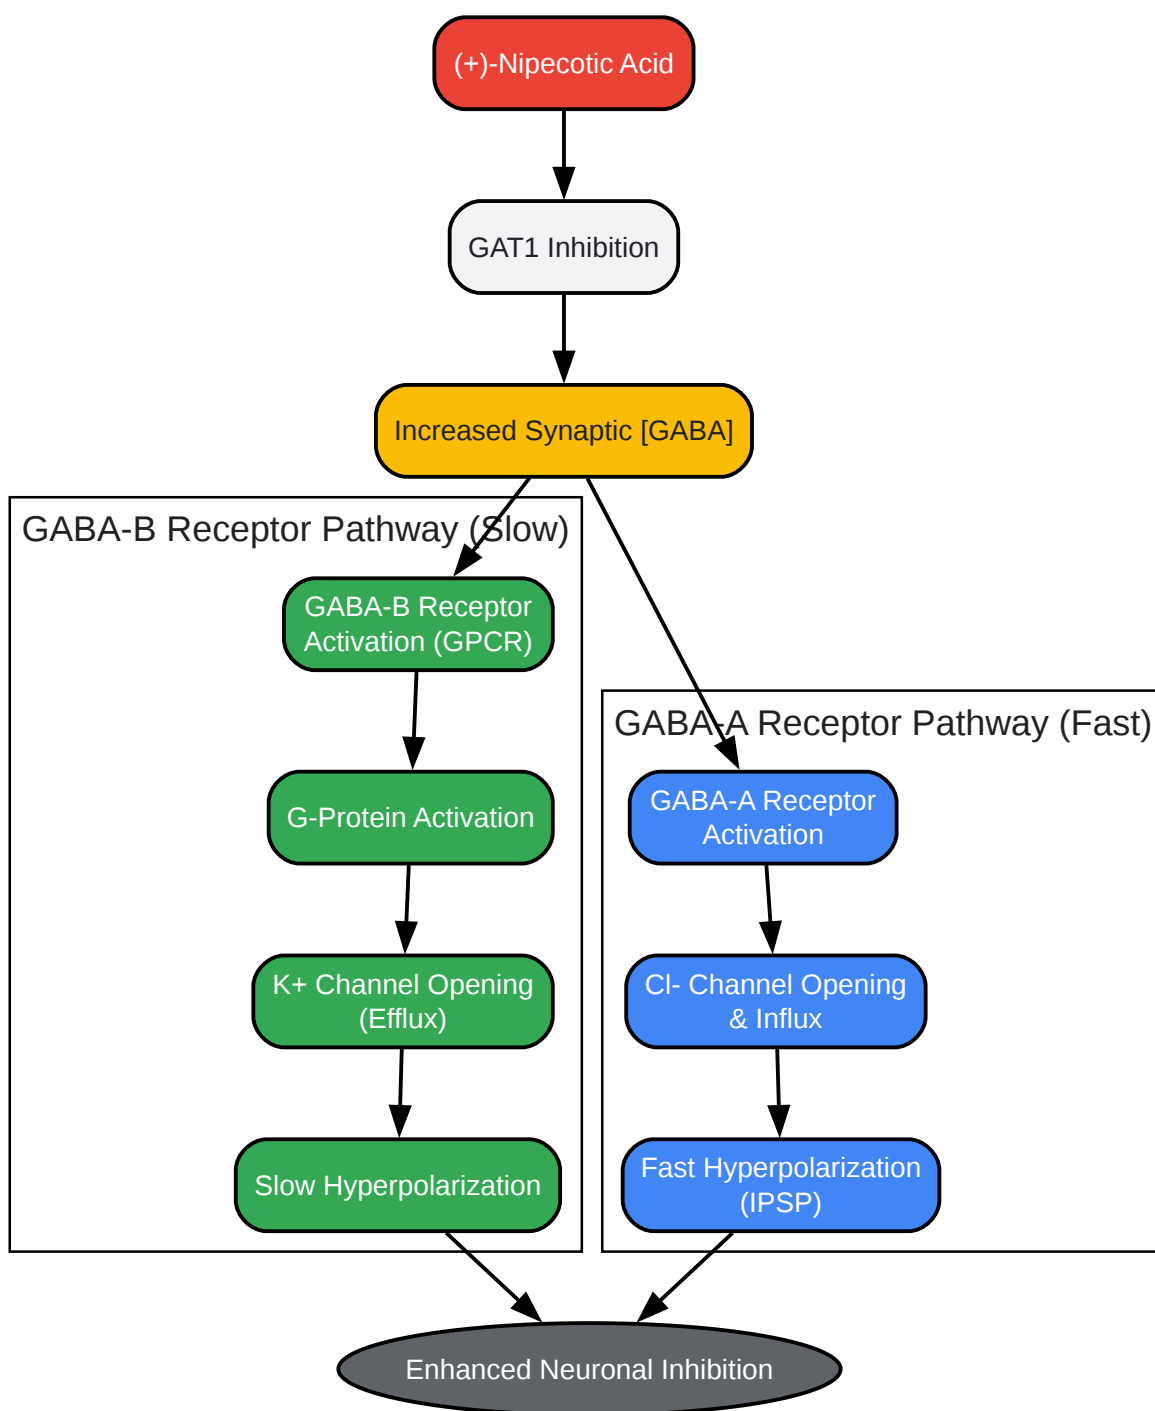 (+)-Nipecotic Acid
GAT1 Inhibition
Increased Synaptic [GABA]
GABA-B Receptor Pathway (Slow)
GABA-B Receptor
Activation (GPCR)
G-Protein Activation
K+ Channel Opening
(Efflux)
Slow Hyperpolarization
GABA-A Receptor Pathway (Fast)
GABA-A Receptor
Activation
Cl- Channel Opening
& Influx
Fast Hyperpolarization
(IPSP)
Enhanced Neuronal Inhibition